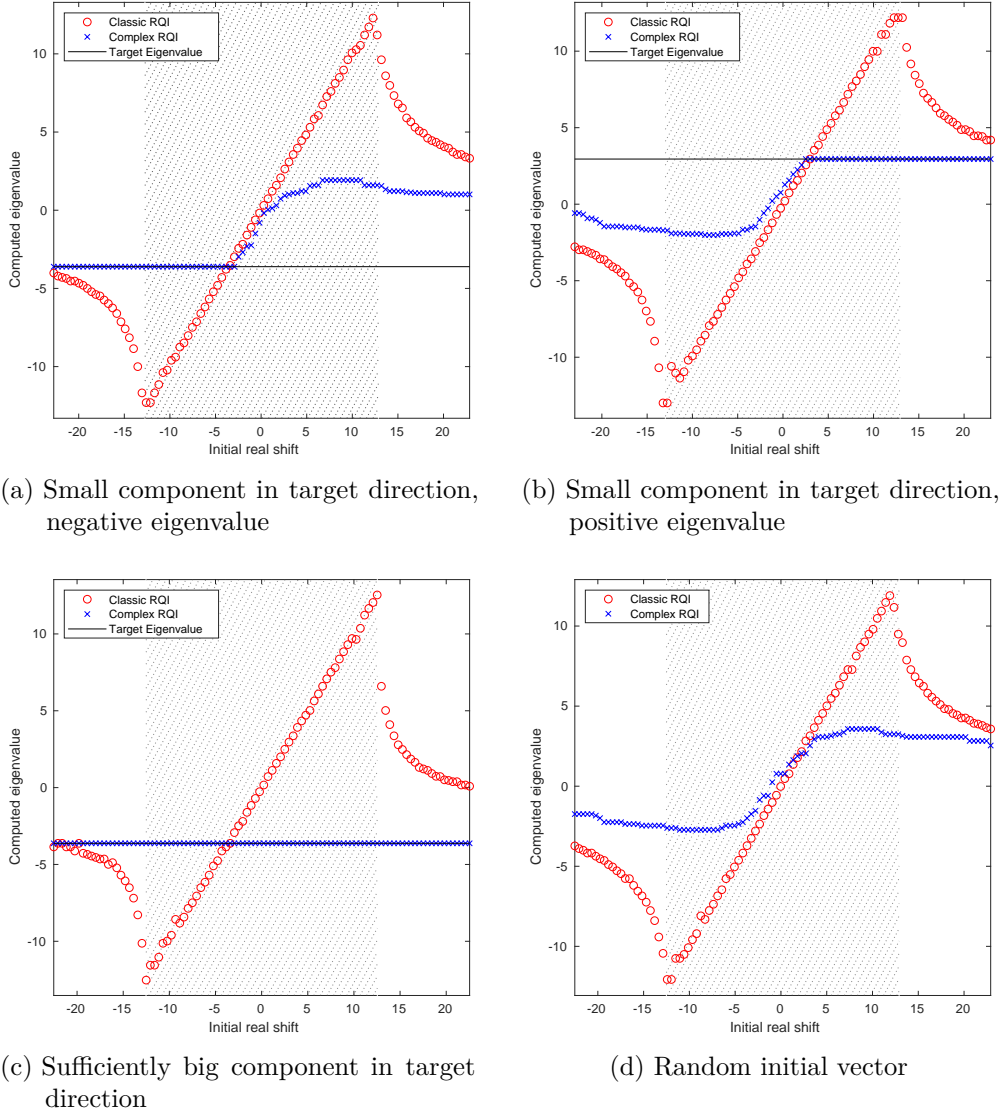 Classic RQI
Complex RQI
Target Eigenvalue
10
5
0
-5
-10
Computed eigenvalue
-20 -15 -10 -5 0 5 10 15 20
Initial real shift
(a) Small component in target direction,
negative eigenvalue
Classic RQI
Complex RQI
Target Eigenvalue
10
5
0
-5
-10
Computed eigenvalue
-20 -15 -10 -5 0 5 10 15 20
Initial real shift
(b) Small component in target direction,
positive eigenvalue
Classic RQI
Complex RQI
Target Eigenvalue
10
5
0
-5
-10
Computed eigenvalue
-20 -15 -10 -5 0 5 10 15 20
Initial real shift
(c) Sufficiently big component in target
direction
Classic RQI
Complex RQI
10
5
0
-5
-10
Computed eigenvalue
-20 -15 -10 -5 0 5 10 15 20
Initial real shift
(d) Random initial vector